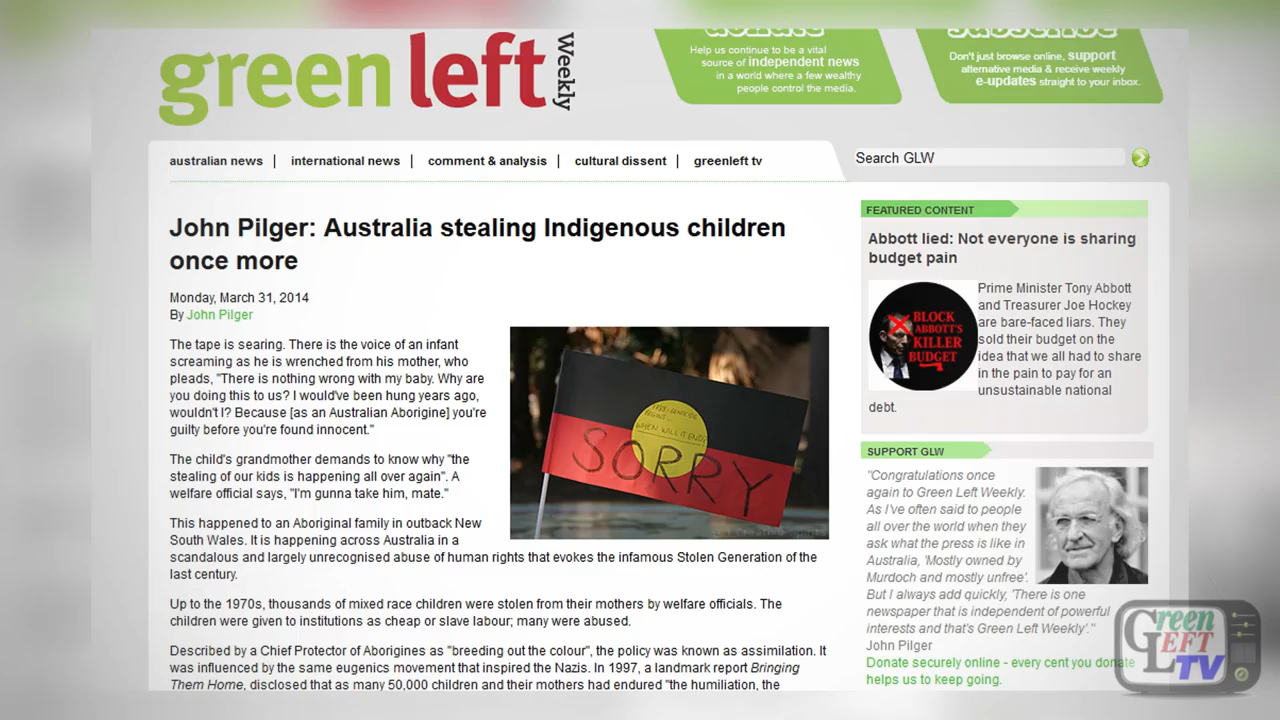 donate
subscribe
Help us continue to be a vital
source of independent news
in a world where a few wealthy
people control the media.
Don't just browse online, support
alternative media & receive weekly
e-updates straight to your inbox.
green left Weekly
australian news | international news | comment & analysis | cultural dissent | greenleft tv
Search GLW
John Pilger: Australia stealing Indigenous children
once more
Monday, March 31, 2014
By John Pilger
The tape is searing. There is the voice of an infant
screaming as he is wrenched from his mother, who
pleads, "There is nothing wrong with my baby. Why are
you doing this to us? I would've been hung years ago,
wouldn't I? Because [as an Australian Aborigine] you're
guilty before you're found innocent."
The child's grandmother demands to know why "the
stealing of our kids is happening all over again". A
welfare official says, "I'm gunna take him, mate."
This happened to an Aboriginal family in outback New
South Wales. It is happening across Australia in a
scandalous and largely unrecognised abuse of human rights that evokes the infamous Stolen Generation of the
last century.
Up to the 1970s, thousands of mixed race children were stolen from their mothers by welfare officials. The
children were given to institutions as cheap or slave labour; many were abused.
Described by a Chief Protector of Aborigines as "breeding out the colour", the policy was known as assimilation. It
was influenced by the same eugenics movement that inspired the Nazis. In 1997, a landmark report Bringing
Them Home, disclosed that as many 50,000 children and their mothers had endured "the humiliation, the
WHEN WILL IT END?
SORRY
FEATURED CONTENT
Abbott lied: Not everyone is sharing
budget pain
BLOCK
ABBOTT'S
KILLER
BUDGET
Prime Minister Tony Abbott
and Treasurer Joe Hockey
are bare-faced liars. They
sold their budget on the
idea that we all had to share
in the pain to pay for an
unsustainable national
debt.
SUPPORT GLW
"Congratulations once
again to Green Left Weekly.
As I've often said to people
all over the world when they
ask what the press is like in
Australia, 'Mostly owned by
Murdoch and mostly unfree'.
But I always add quickly, 'There is one
newspaper that is independent of powerful
interests and that's Green Left Weekly'."
John Pilger
Donate securely online - every cent you donate
helps us to keep going.
Green
LEFT
TV